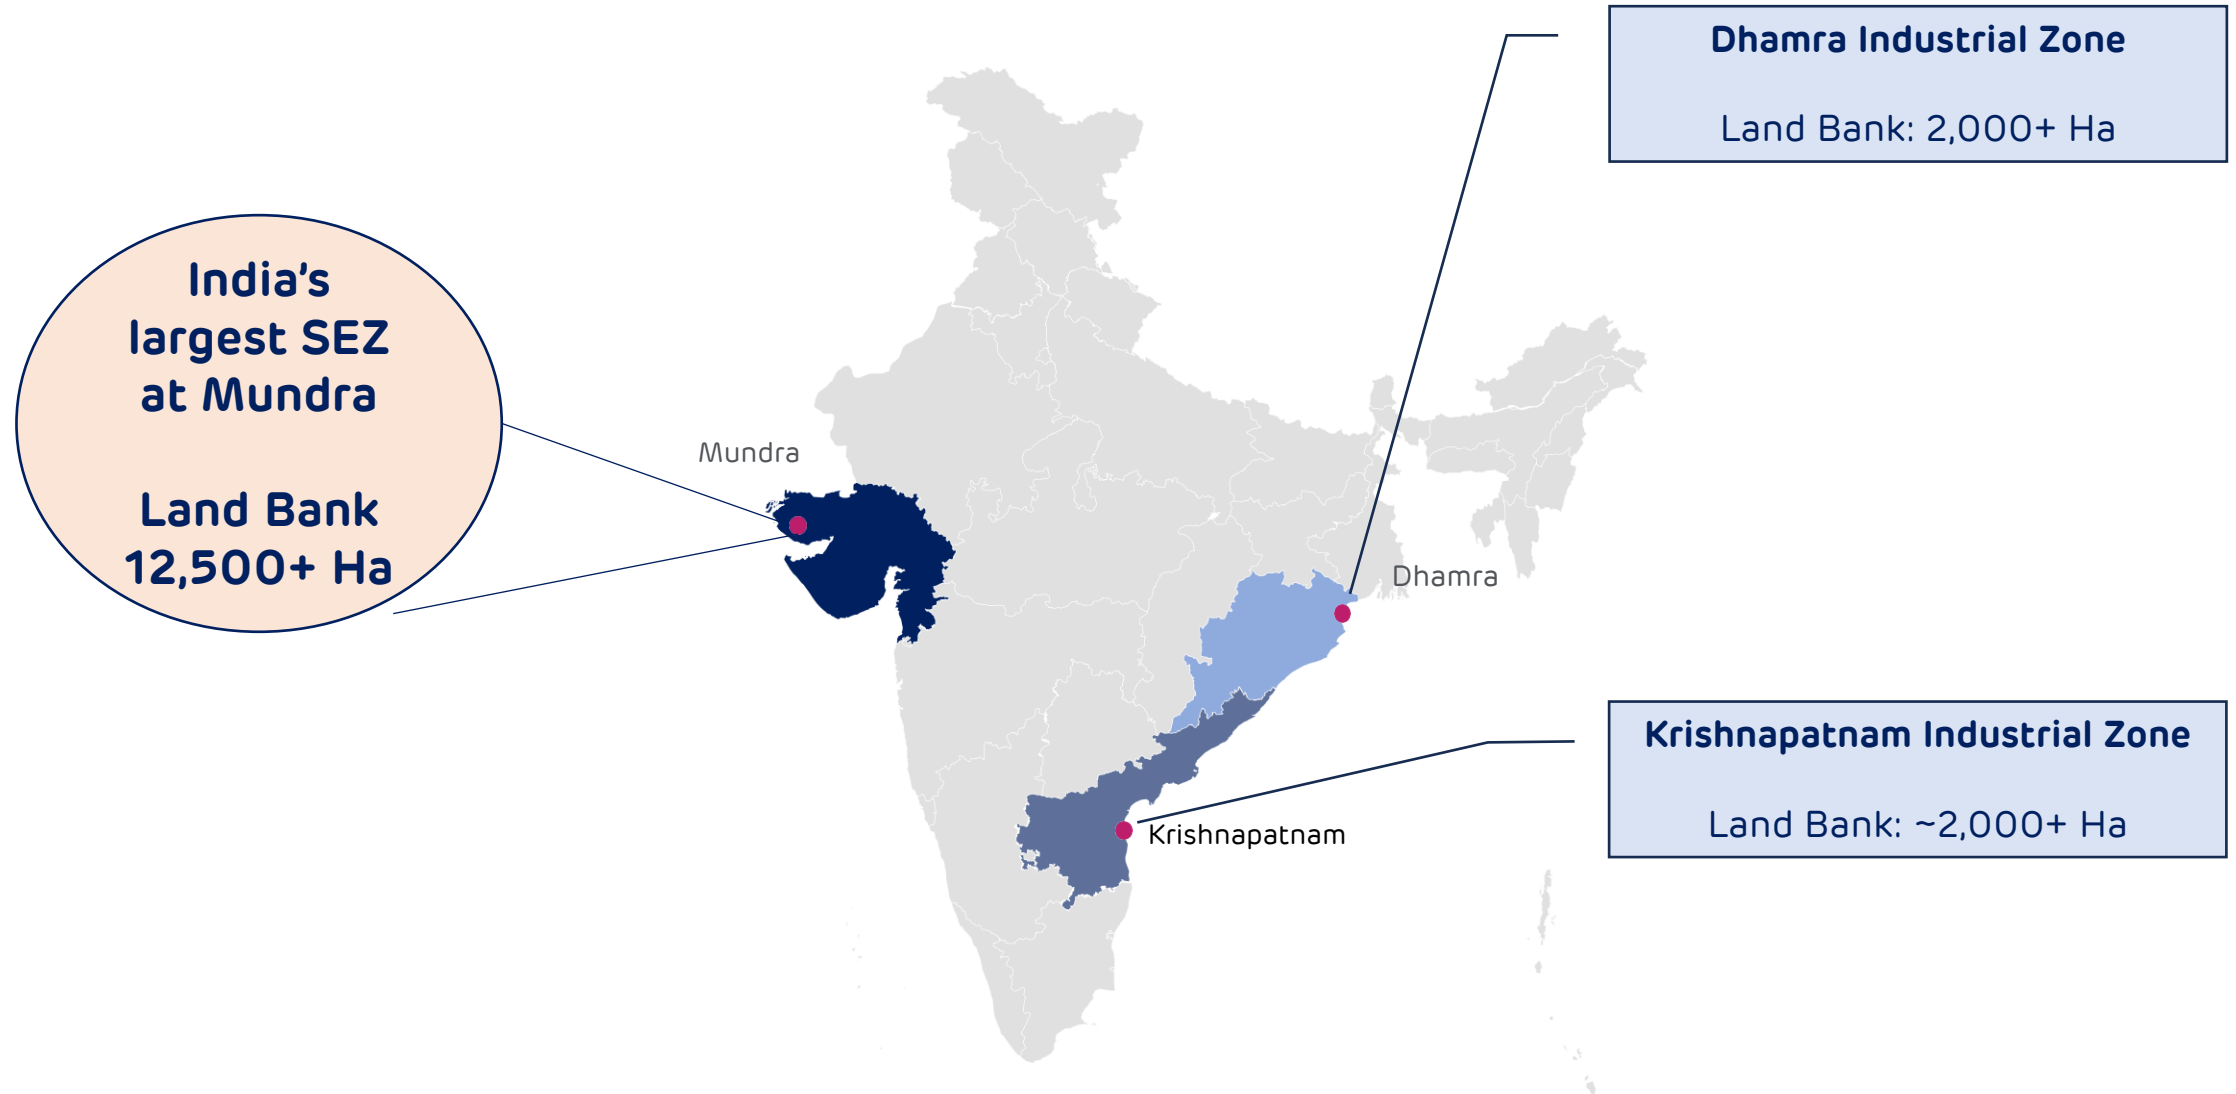 India’s
largest SEZ
at Mundra
Land Bank
12,500+ Ha
Mundra
Dhamra Industrial Zone
Land Bank: 2,000+ Ha
Dhamra
Krishnapatnam Industrial Zone
Land Bank: ~2,000+ Ha
Krishnapatnam